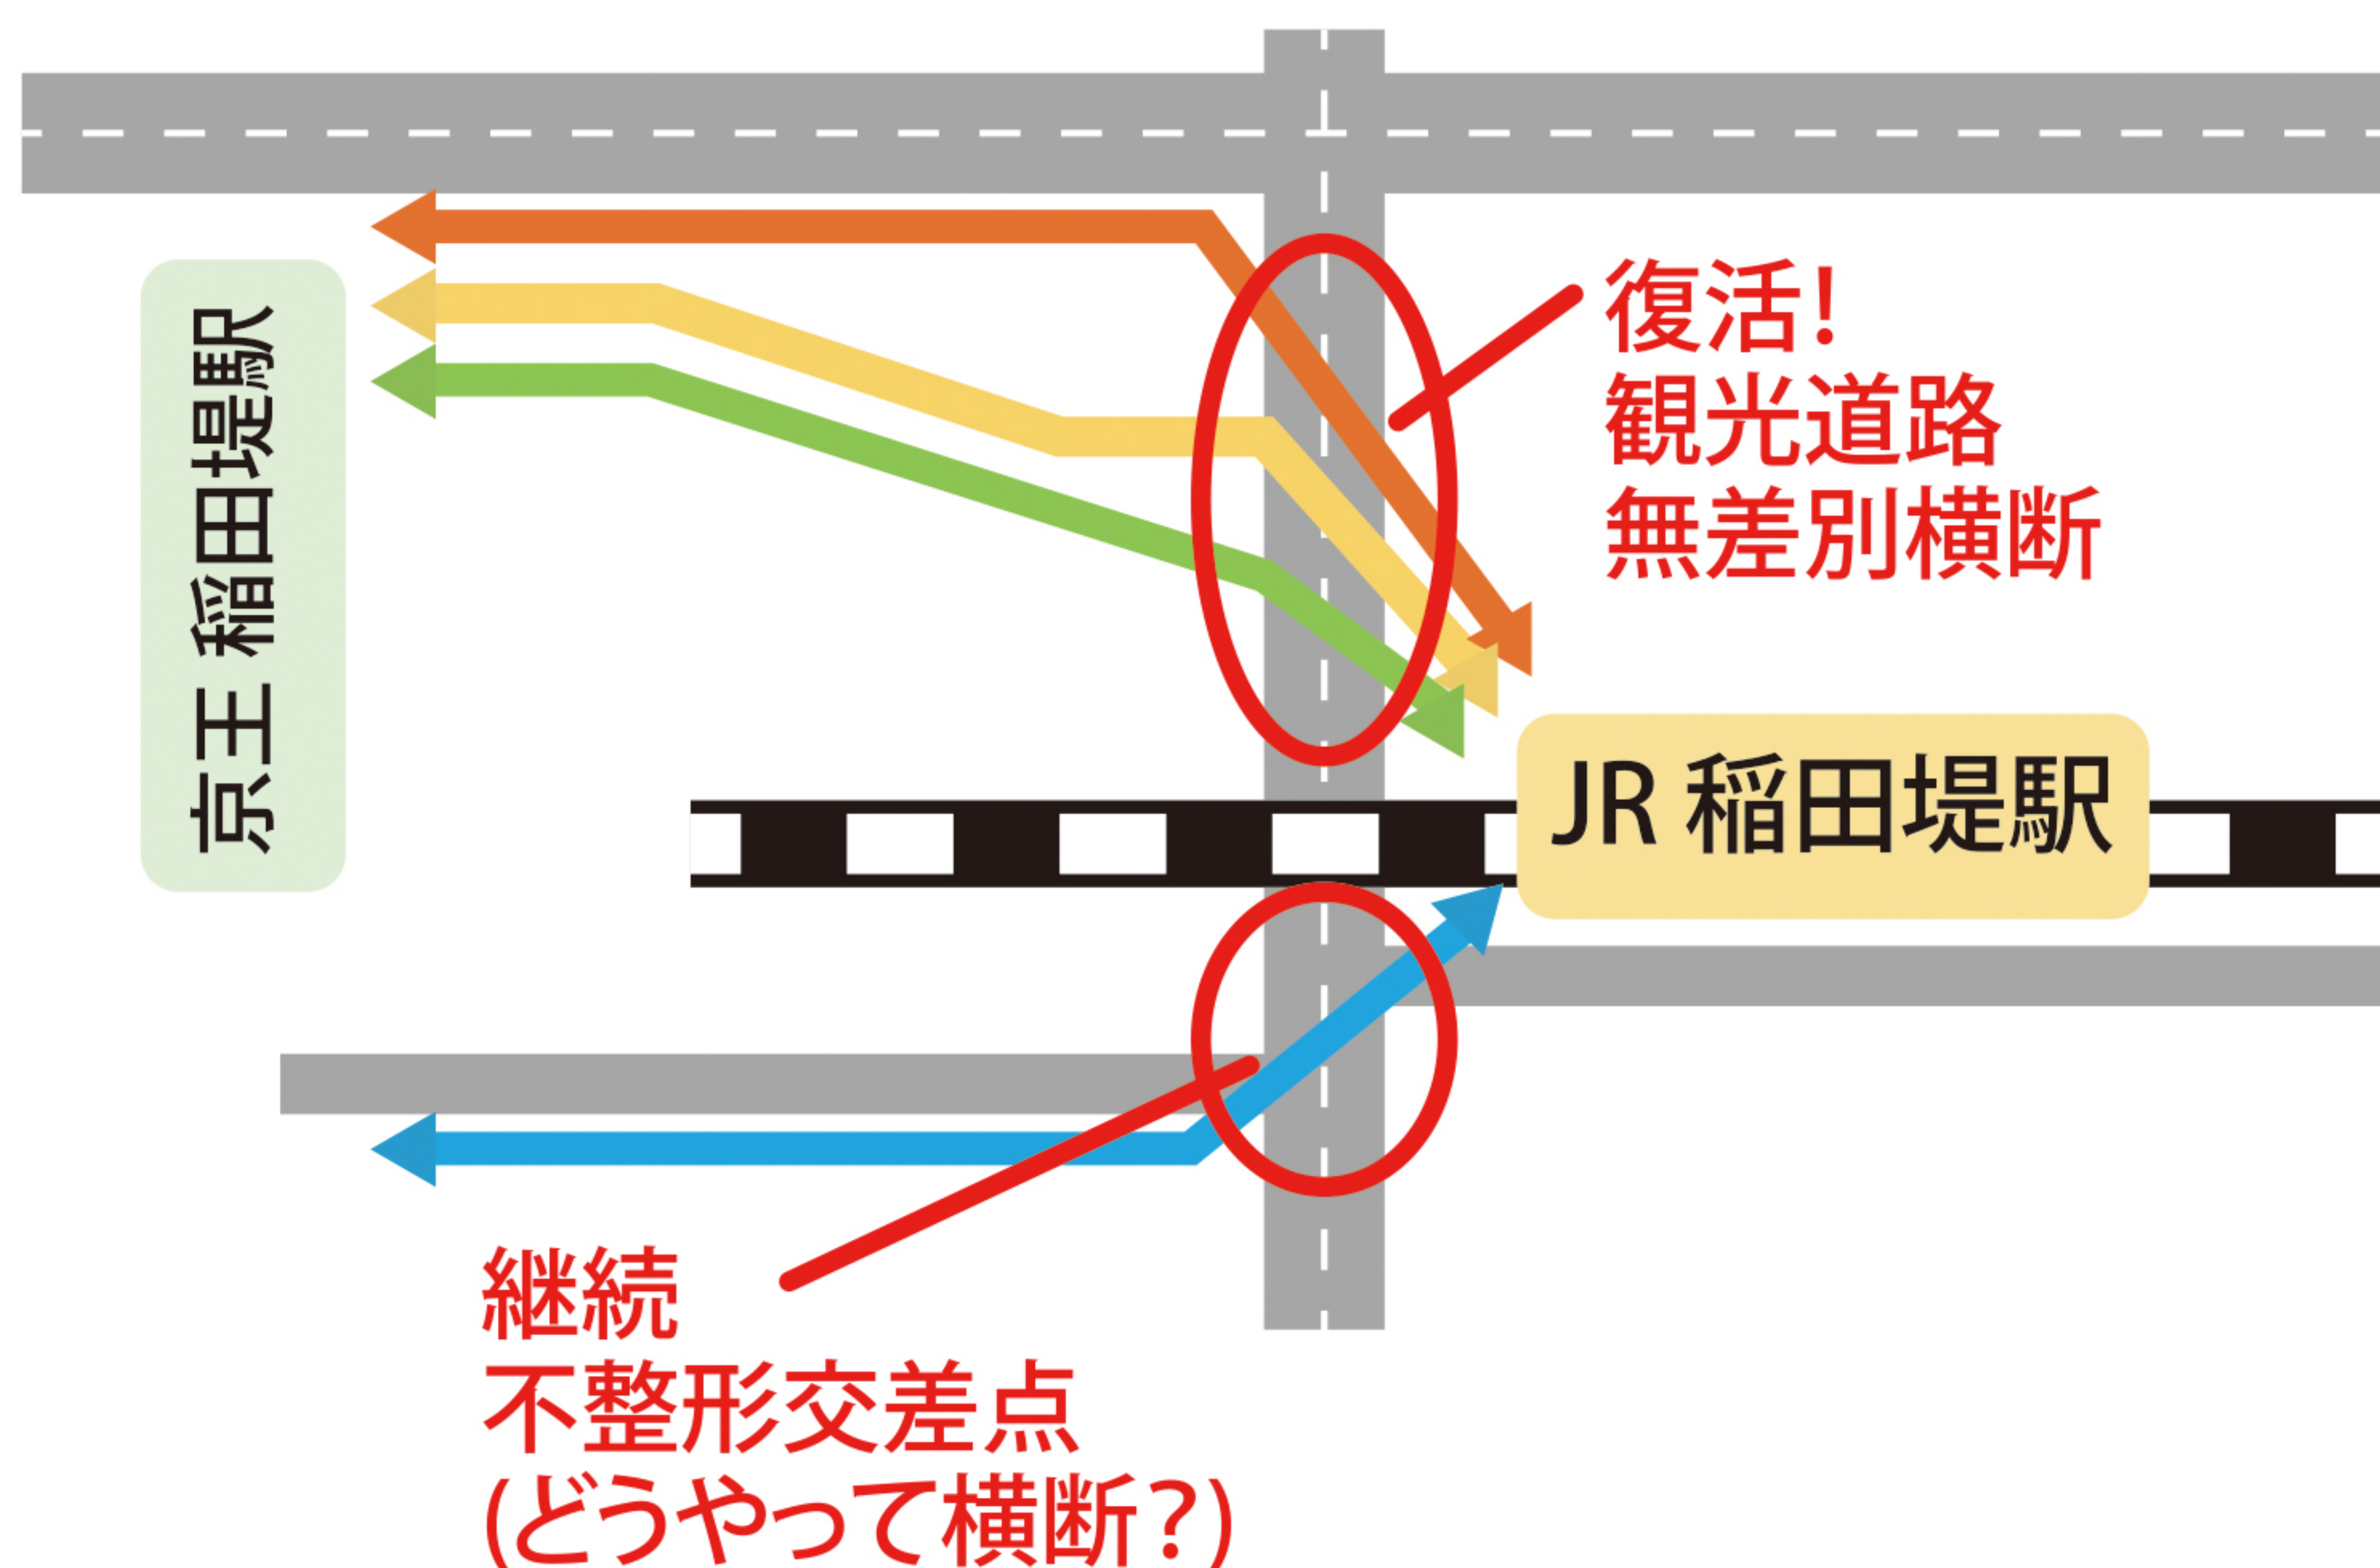 京王 稲田堤駅
復活!
観光道路
無差別横断
JR 稲田堤駅
継続
不整形交差点
(どうやって横断?)